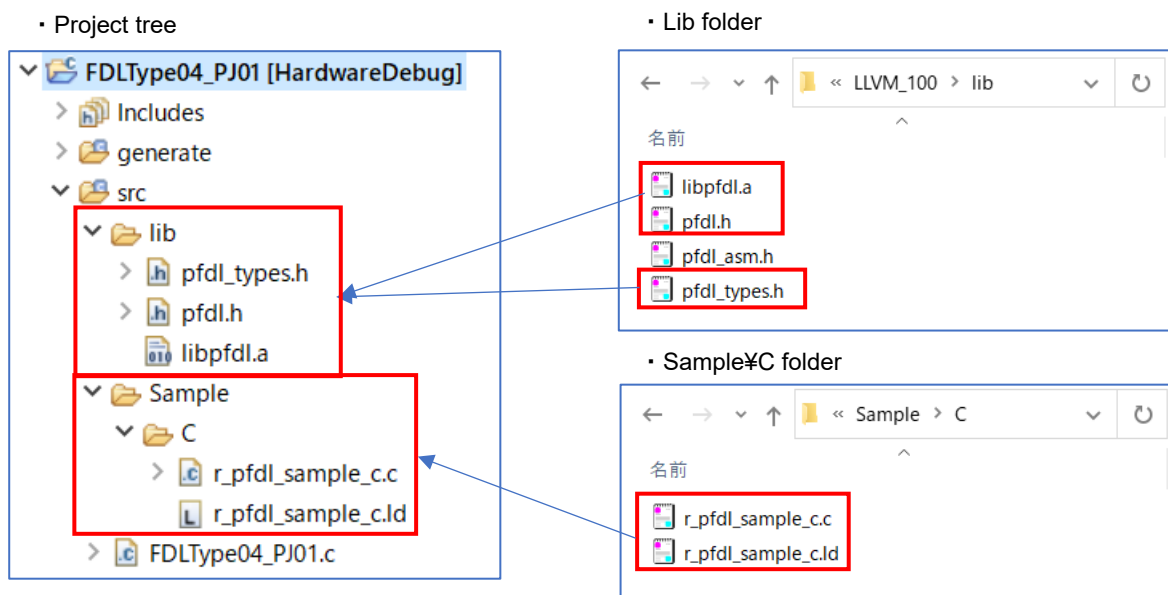 ・Project tree
FDLType04_PJ01 [HardwareDebug]
Includes
generate
src
lib
pfdl_types.h
pfdl.h
libpfdl.a
Sample
C
r_pfdl_sample_c.c
r_pfdl_sample_c.ld
FDLType04_PJ01.c
・Lib folder
« LLVM_100 > lib
名前
libpfdl.a
pfdl.h
pfdl_asm.h
pfdl_types.h
・Sample¥C folder
« Sample > C
名前
r_pfdl_sample_c.c
r_pfdl_sample_c.ld